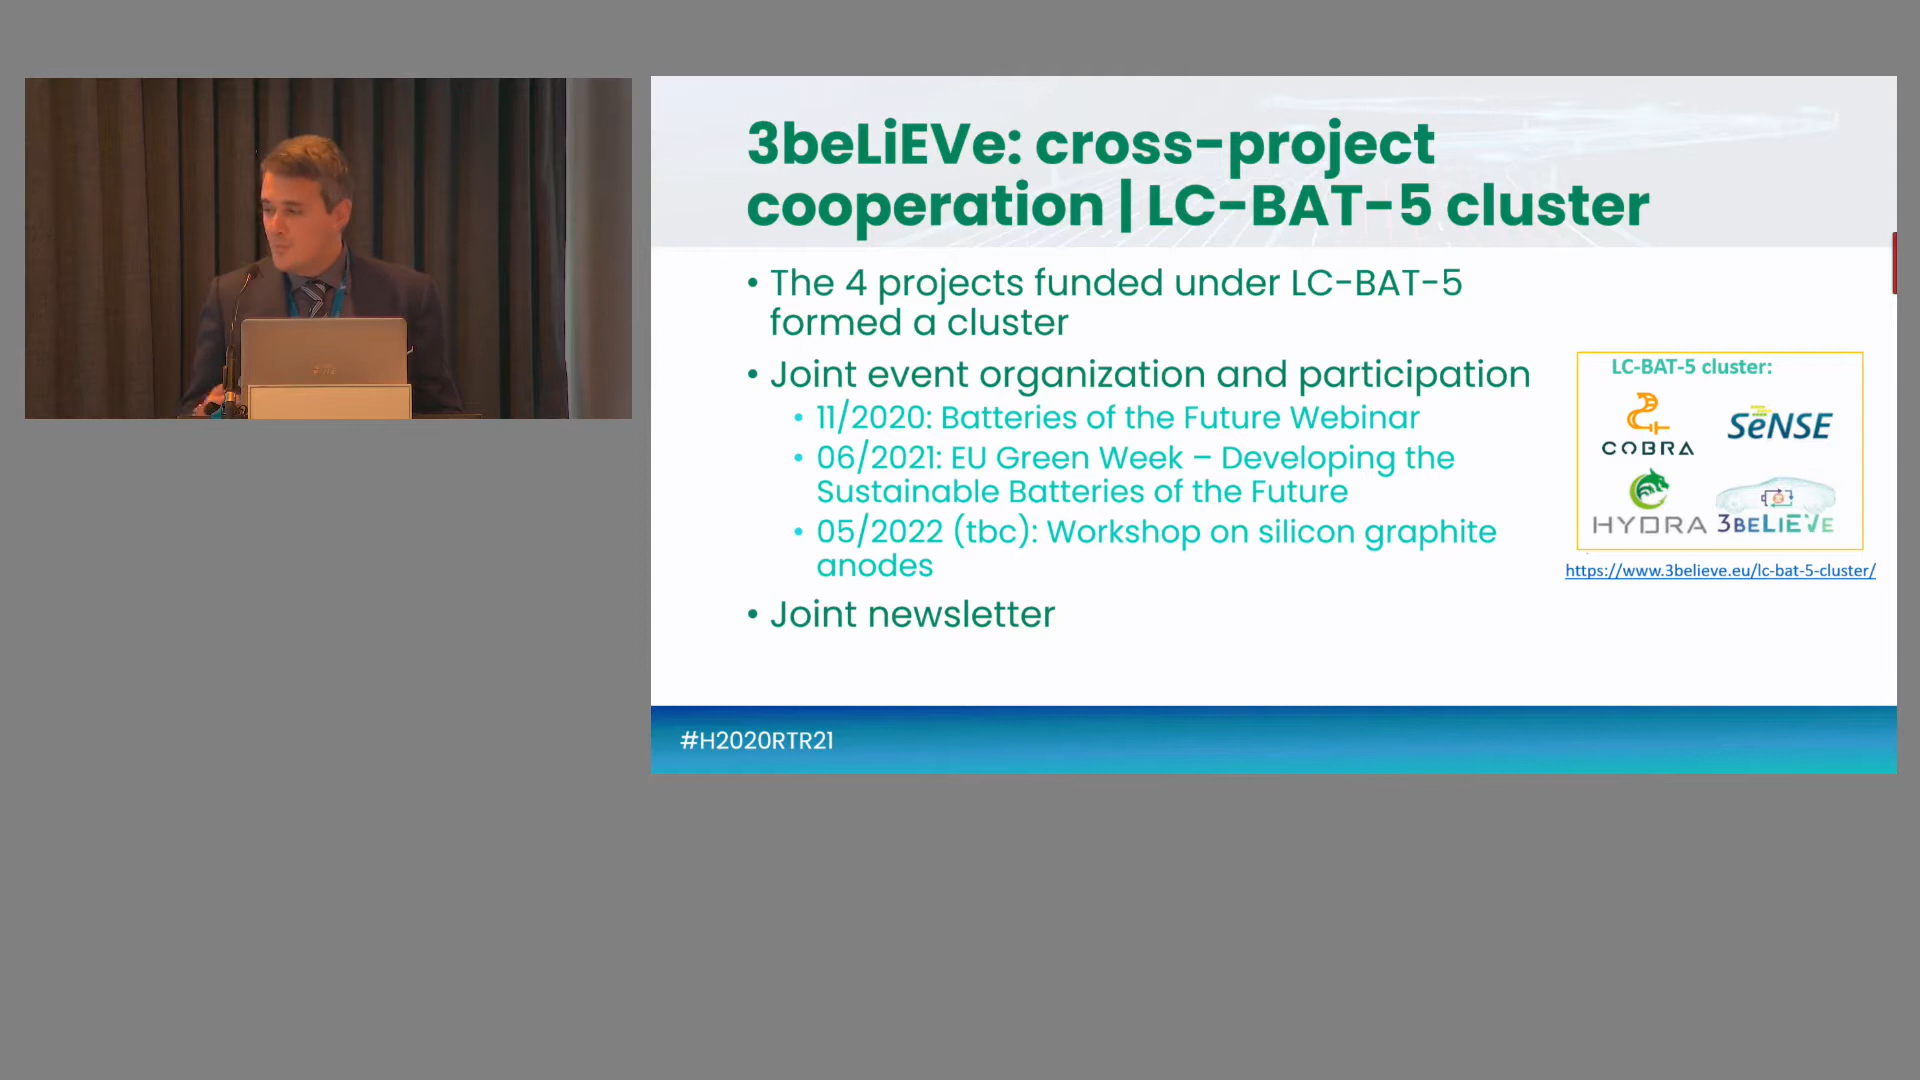 3beLiEVe: cross-project
cooperation | LC-BAT-5 cluster
• The 4 projects funded under LC-BAT-5
formed a cluster
• Joint event organization and participation
• 11/2020: Batteries of the Future Webinar
• 06/2021: EU Green Week – Developing the
Sustainable Batteries of the Future
• 05/2022 (tbc): Workshop on silicon graphite
anodes
• Joint newsletter
LC-BAT-5 cluster:
COBRA
SeNSE
HYDRA
3BELiEVe
https://www.3believe.eu/lc-bat-5-cluster/
#H2020RTR21